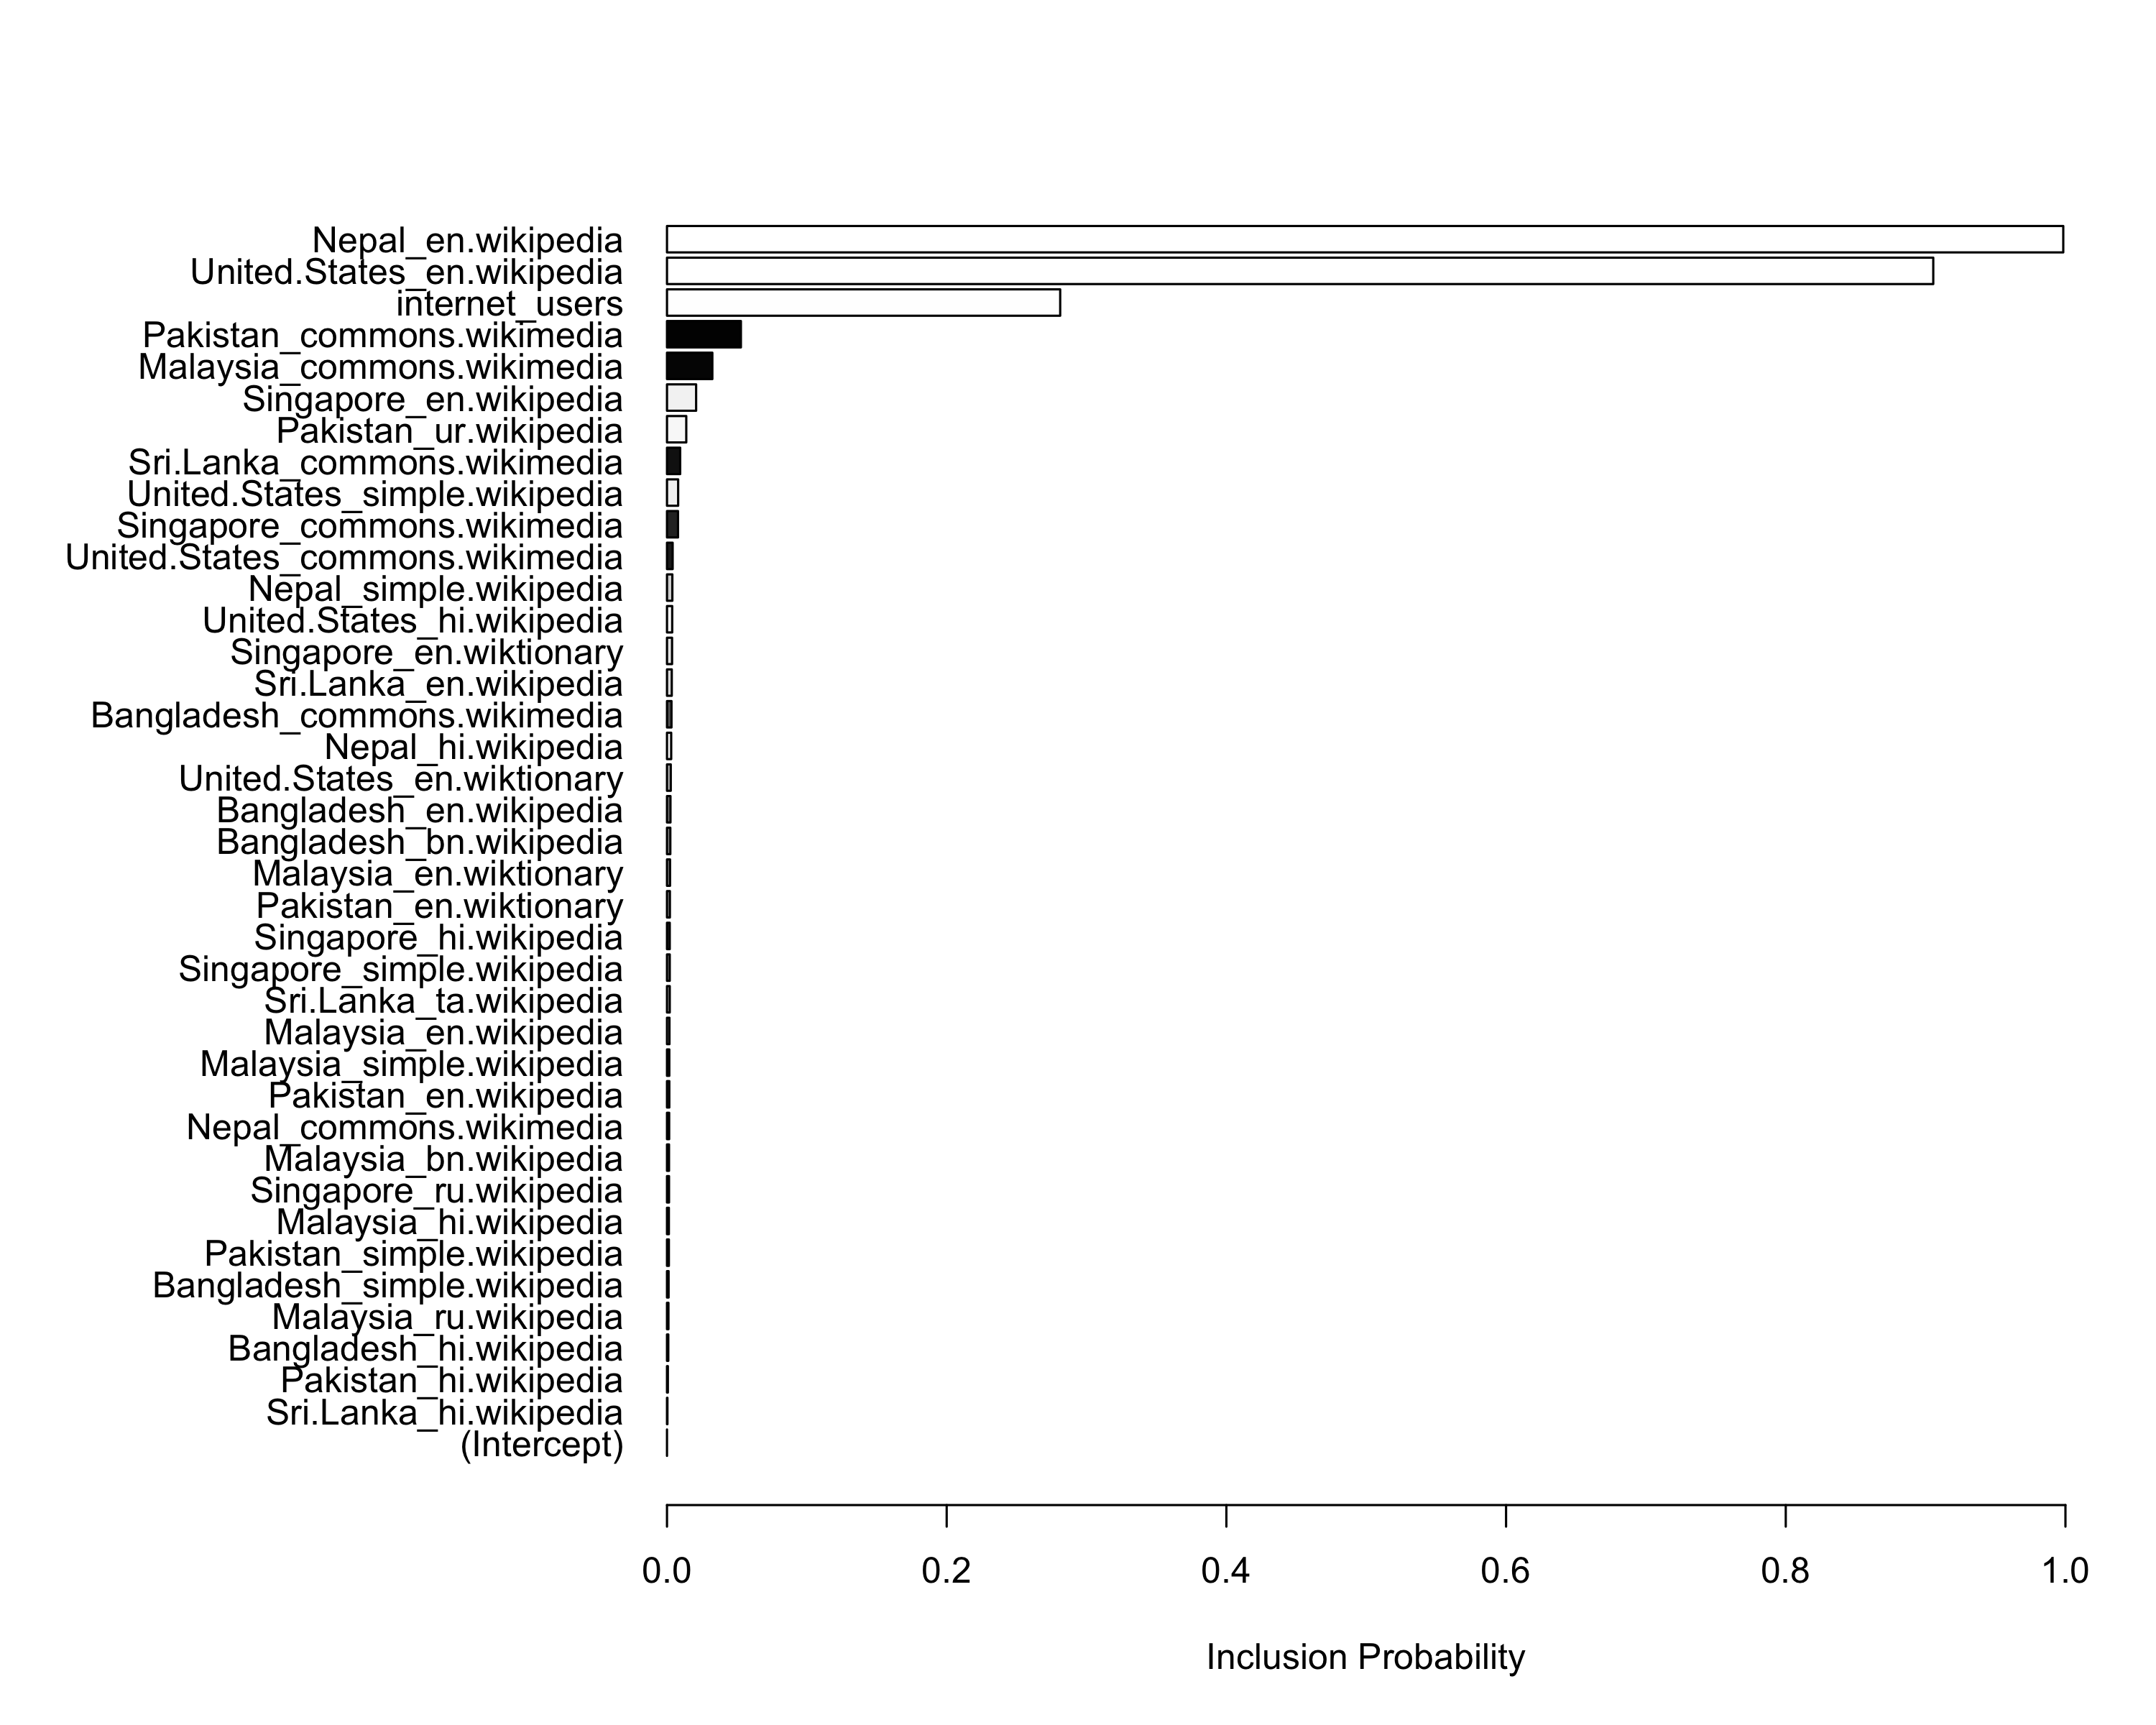 Nepal_en.wikipedia
United.States_en.wikipedia
internet_users
Pakistan_commons.wikimedia
Malaysia_commons.wikimedia
Singapore_en.wikipedia
Pakistan_ur.wikipedia
Sri.Lanka_commons.wikimedia
United.States_simple.wikipedia
Singapore_commons.wikimedia
United.States_commons.wikimedia
Nepal_simple.wikipedia
United.States_hi.wikipedia
Singapore_en.wiktionary
Sri.Lanka_en.wikipedia
Bangladesh_commons.wikimedia
Nepal_hi.wikipedia
United.States_en.wiktionary
Bangladesh_en.wikipedia
Bangladesh_bn.wikipedia
Malaysia_en.wiktionary
Pakistan_en.wiktionary
Singapore_hi.wikipedia
Singapore_simple.wikipedia
Sri.Lanka_ta.wikipedia
Malaysia_en.wikipedia
Malaysia_simple.wikipedia
Pakistan_en.wikipedia
Nepal_commons.wikimedia
Malaysia_bn.wikipedia
Singapore_ru.wikipedia
Malaysia_hi.wikipedia
Pakistan_simple.wikipedia
Bangladesh_simple.wikipedia
Malaysia_ru.wikipedia
Bangladesh_hi.wikipedia
Pakistan_hi.wikipedia
Sri.Lanka_hi.wikipedia
(Intercept)
0.0 0.2 0.4 0.6 0.8 1.0
Inclusion Probability